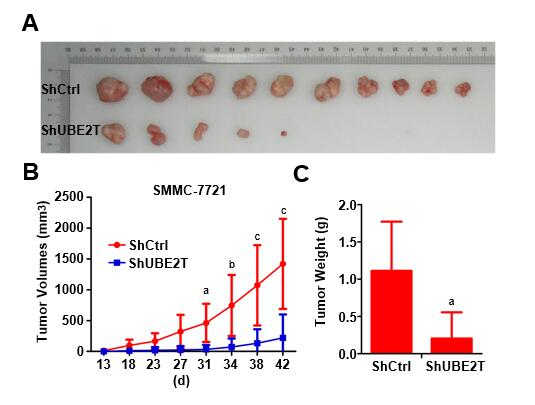 A
ShCtrl
ShUBE2T
B
SMMC-7721
Tumor Volumes (mm3)
2500
2000
1500
1000
500
0
ShCtrl
ShUBE2T
a
b
c
c
13 18 23 27 31 34 38 42
(d)
C
Tumor Weight (g)
2.0
1.5
1.0
0.5
0.0
a
ShCtrl ShUBE2T